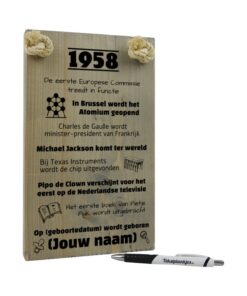 1958
De eerste Europese Commissie
treedt in functie
In Brussel wordt het
Atomium geopend
Charles de Gaulle wordt
minister-president van Frankrijk
Michael Jackson komt ter wereld
Bij Texas Instruments
wordt de chip uitgevonden
Pipo de Clown verschijnt voor het
eerst op de Nederlandse televisie
Het eerste boek van Pietje
Puk wordt uitgebracht
Op (geboortedatum) wordt geboren
(Jouw naam)
Tekstplankjes